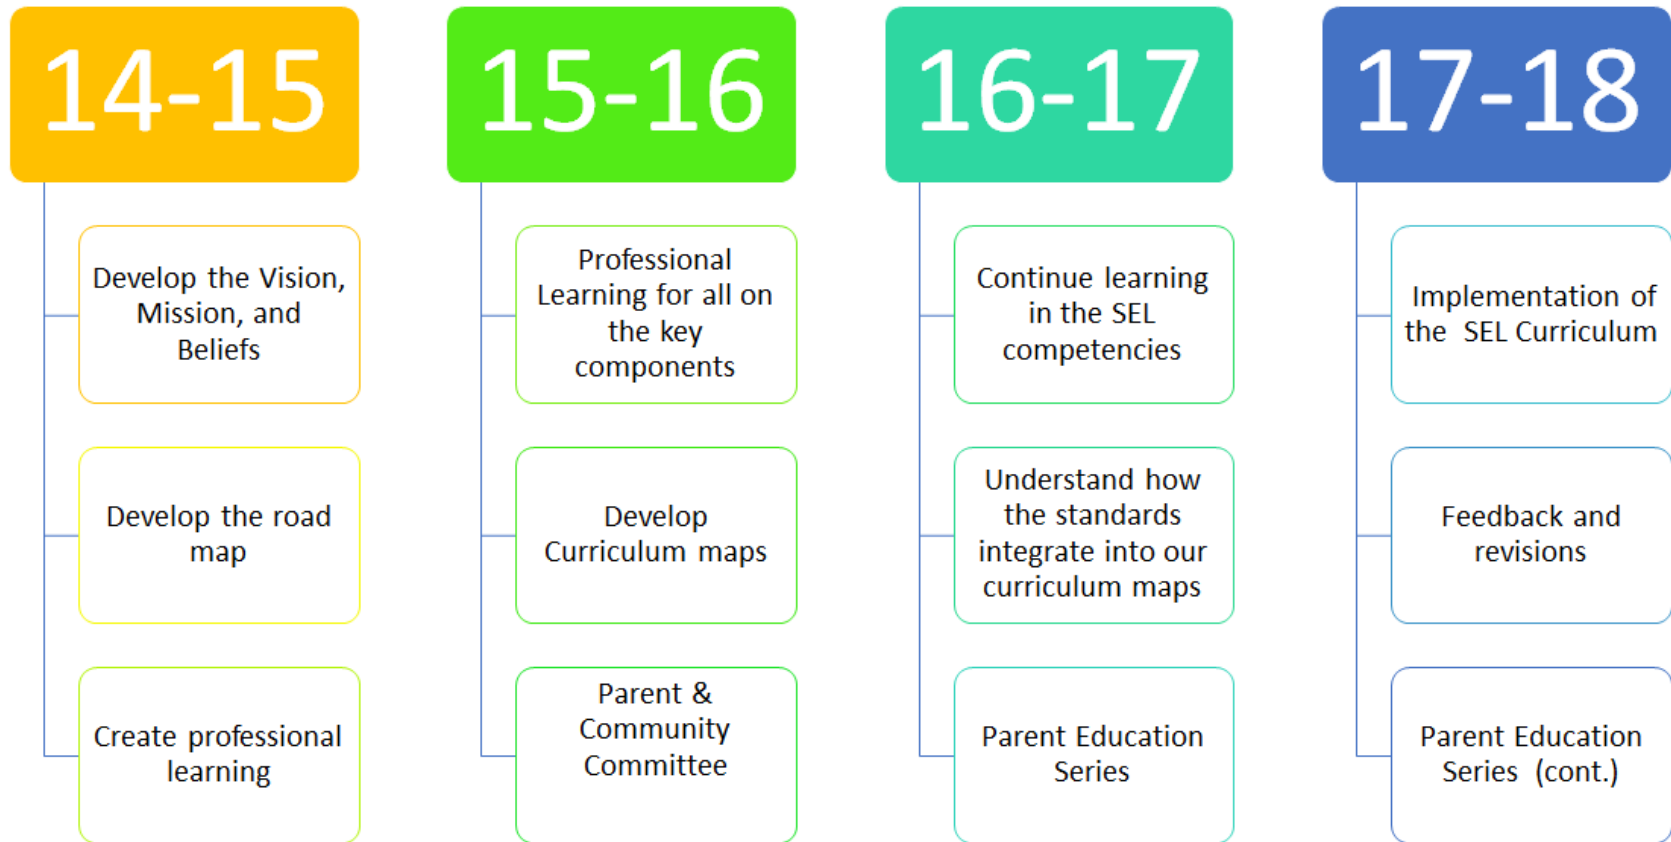 14-15
Develop the Vision,
Mission, and
Beliefs
Develop the road
map
Create professional
learning
15-16
Professional
Learning for all on
the key
components
Develop
Curriculum maps
Parent &
Community
Committee
16-17
Continue learning
in the SEL
competencies
Understand how
the standards
integrate into our
curriculum maps
Parent Education
Series
17-18
Implementation of
the SEL Curriculum
Feedback and
revisions
Parent Education
Series (cont.)